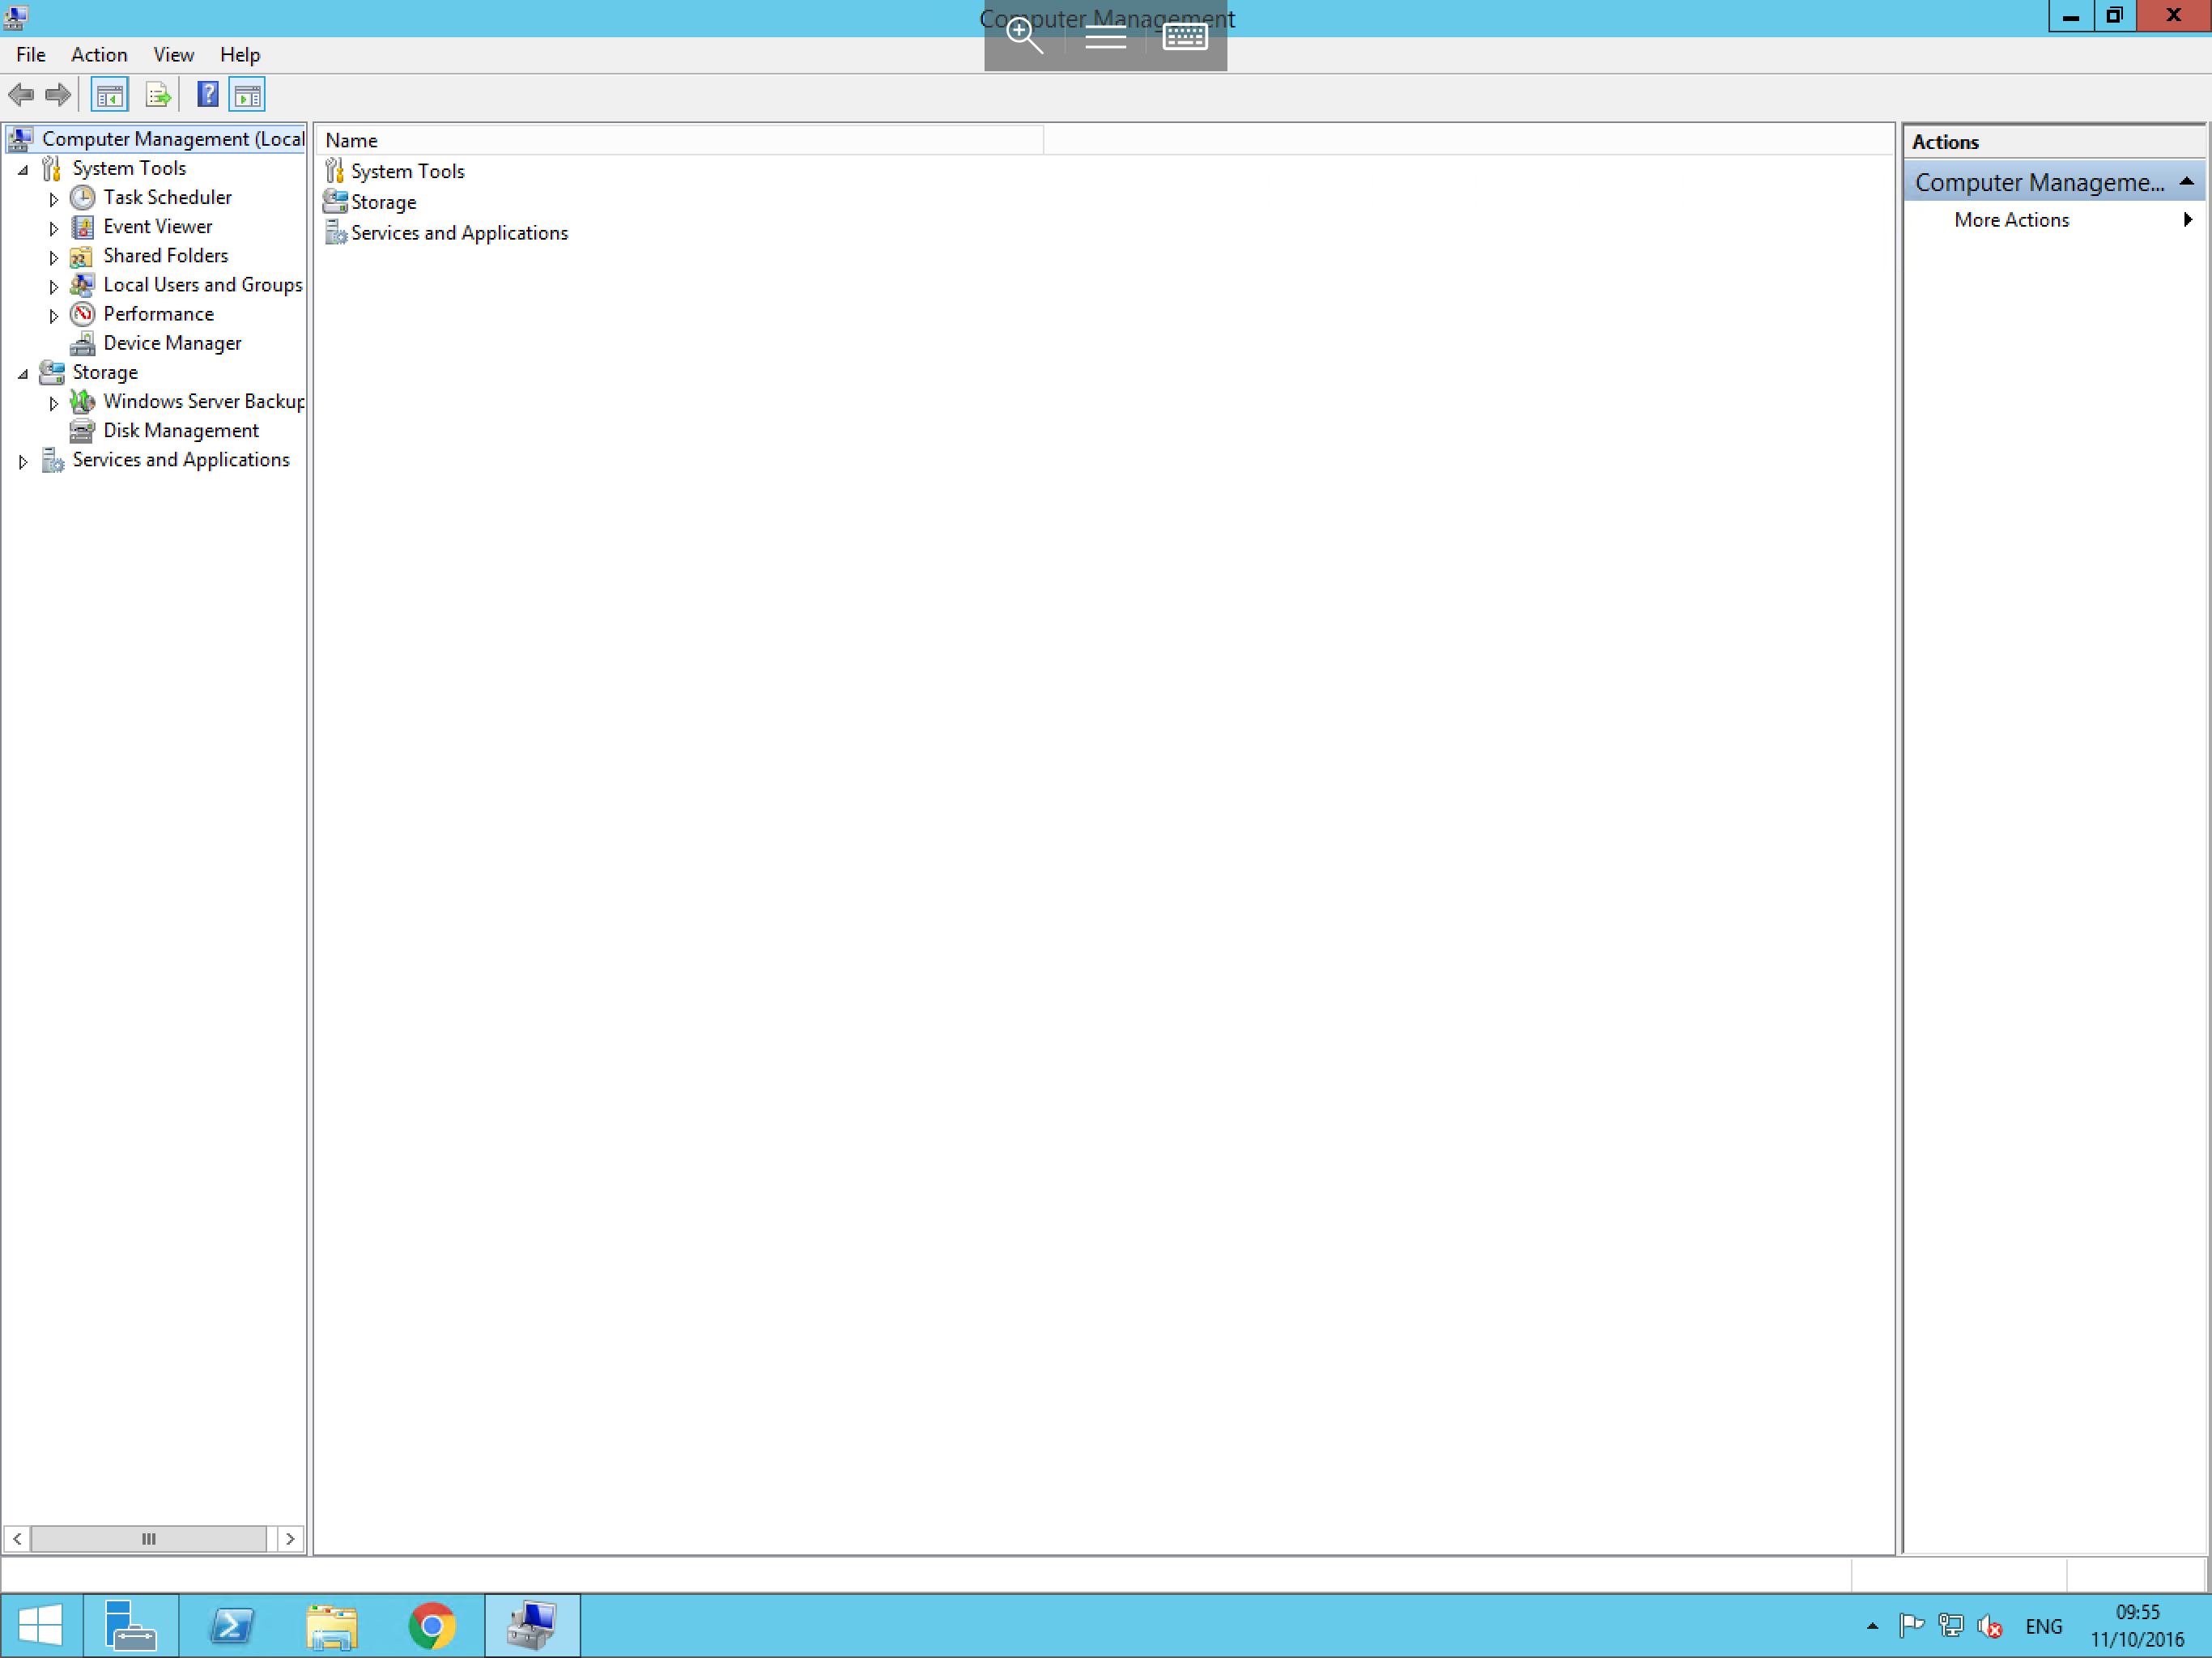 Computer Management
File Action View Help
Computer Management (Local
System Tools
Task Scheduler
Event Viewer
Shared Folders
Local Users and Groups
Performance
Device Manager
Storage
Windows Server Backup
Disk Management
Services and Applications
Name
System Tools
Storage
Services and Applications
Actions
Computer Manageme...
More Actions
ENG
09:55
11/10/2016